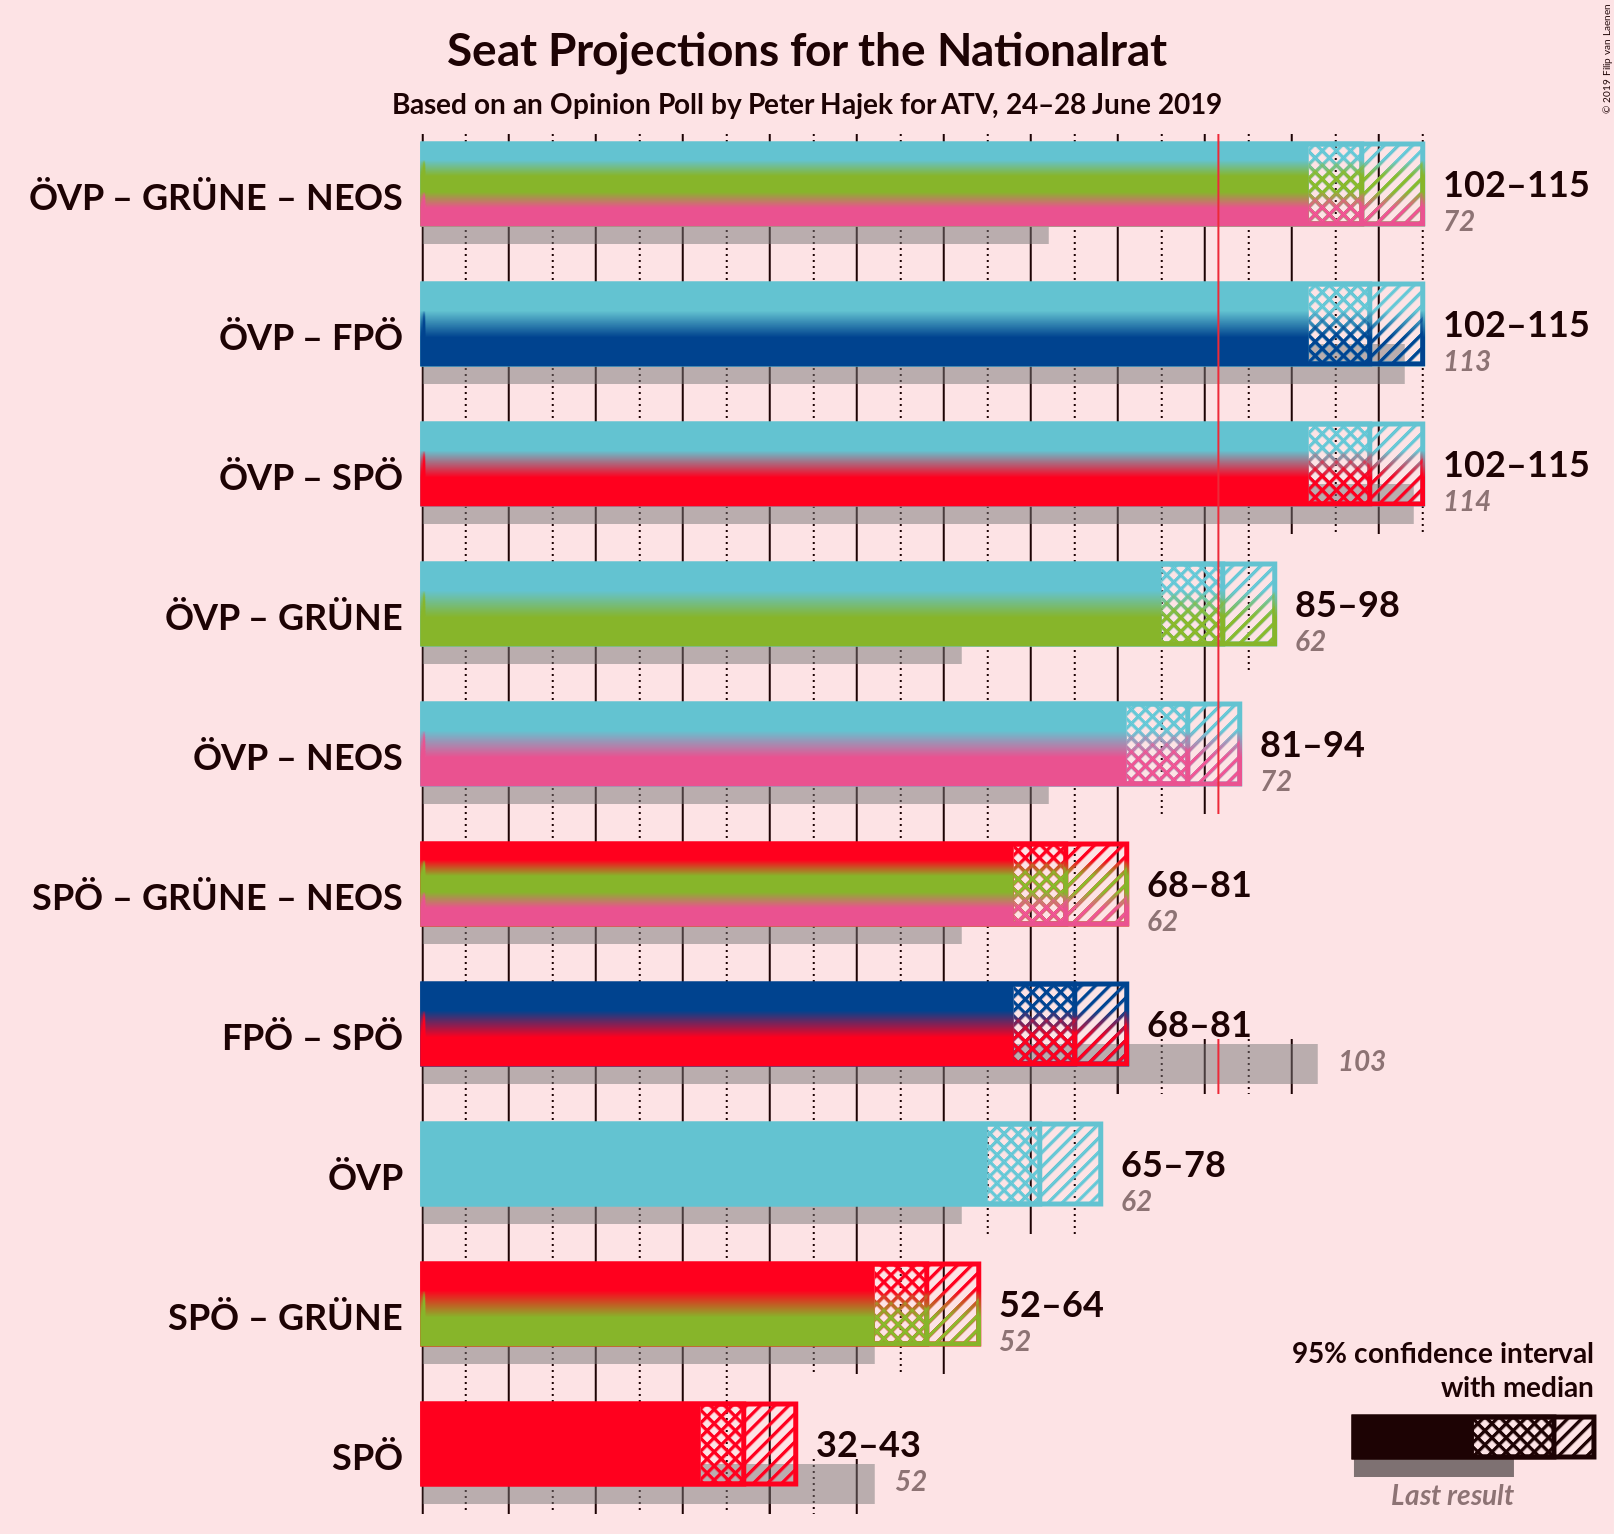 Seat Projections for the Nationalrat
Based on an Opinion Poll by Peter Hajek for ATV, 24–28 June 2019
© 2019 Filip van Laenen
ÖVP – GRÜNE – NEOS
102–115
72
ÖVP – FPÖ
102–115
113
ÖVP – SPÖ
102–115
114
ÖVP – GRÜNE
85–98
62
ÖVP – NEOS
81–94
72
SPÖ – GRÜNE – NEOS
68–81
62
FPÖ – SPÖ
68–81
103
ÖVP
65–78
62
SPÖ – GRÜNE
52–64
52
SPÖ
32–43
52
95% confidence interval
with median
Last result